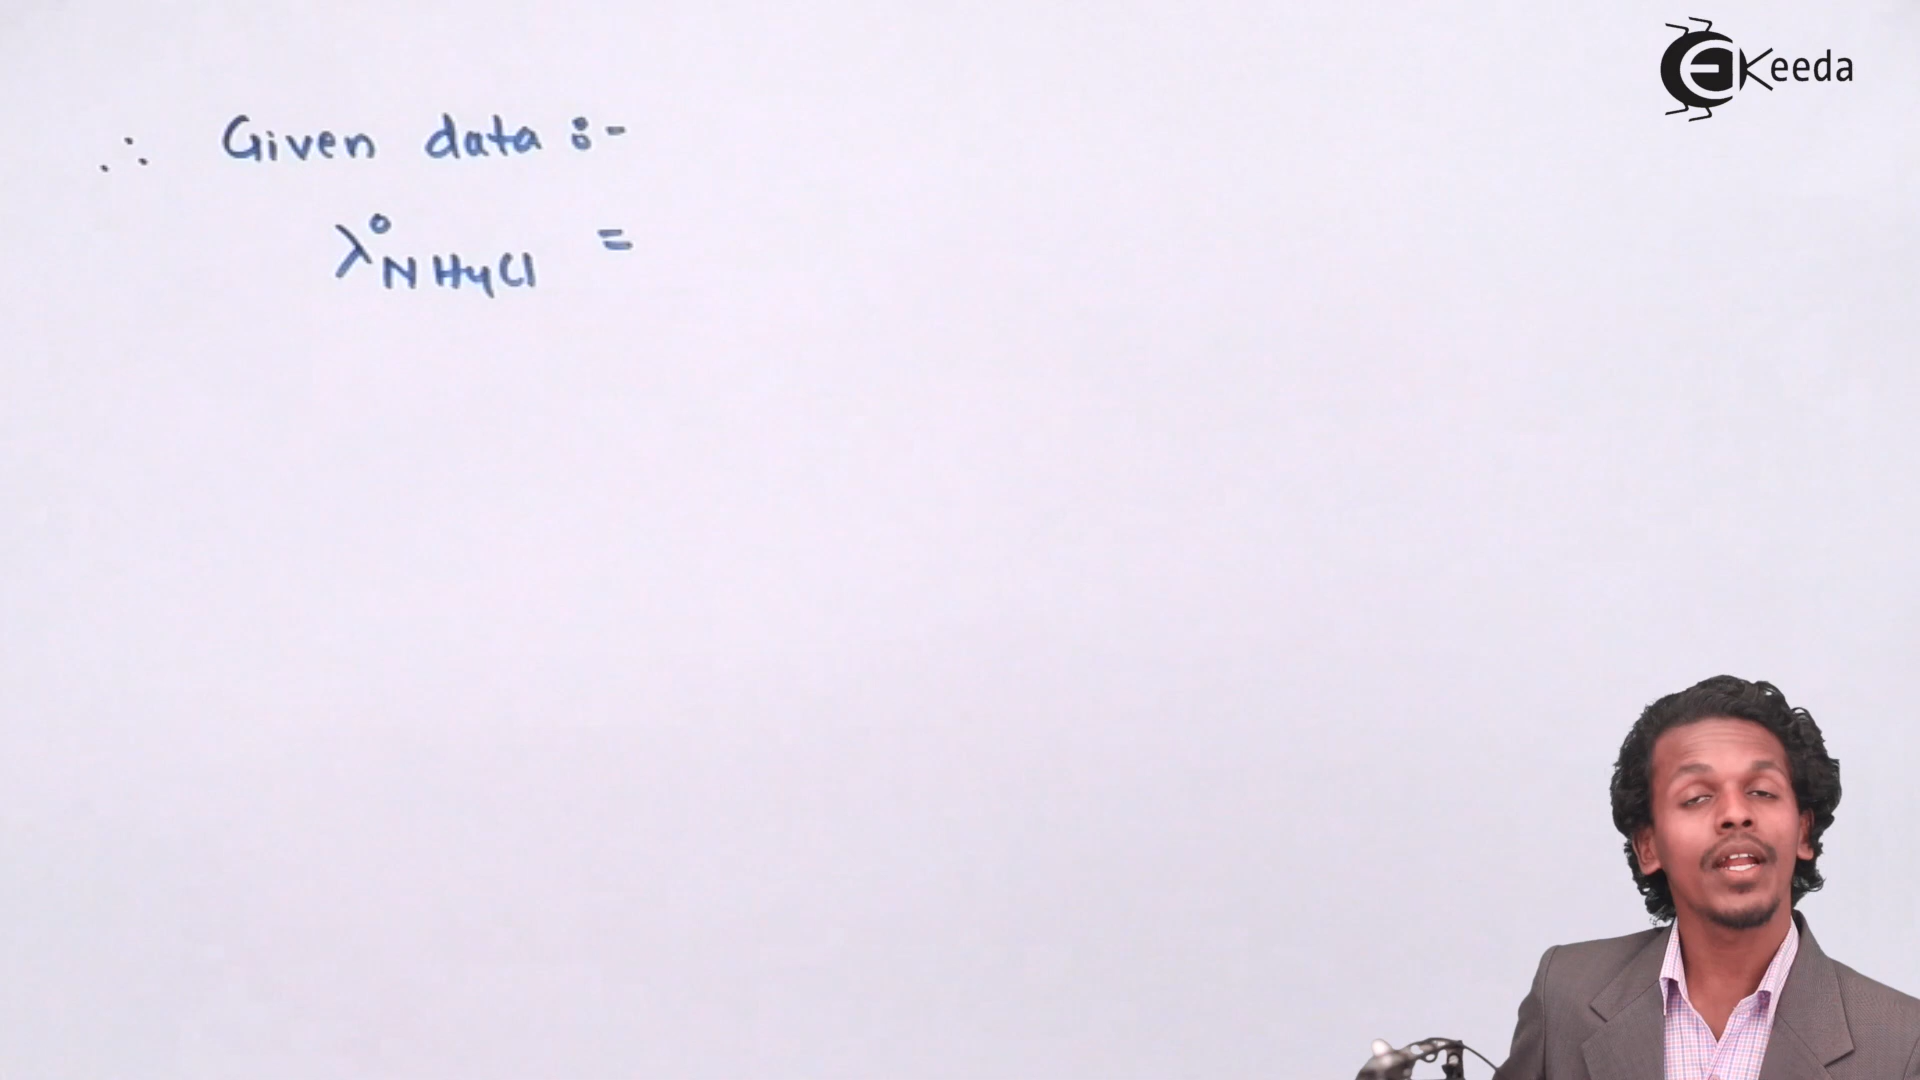 Keeda
∴ Given data :-
λ°NH4Cl =